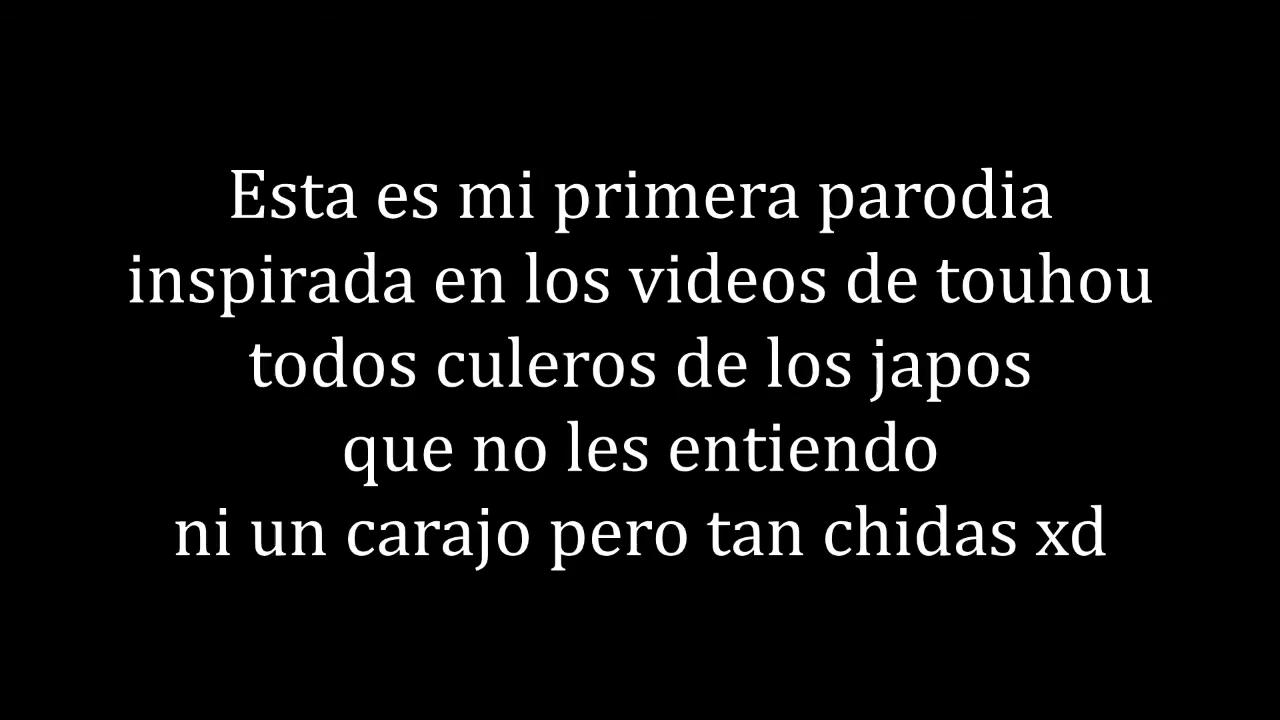 Esta es mi primera parodia
inspirada en los videos de touhou
todos culeros de los japos
que no les entiendo
ni un carajo pero tan chidas xd